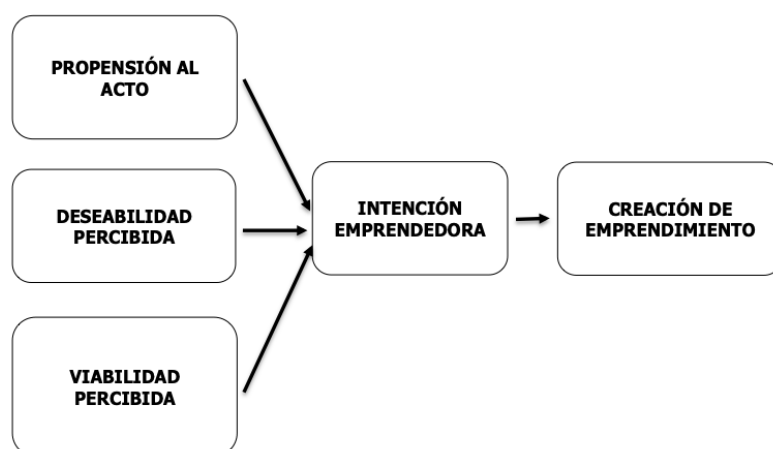 PROPENSIÓN AL
ACTO
DESEABILIDAD
PERCIBIDA
VIABILIDAD
PERCIBIDA
INTENCIÓN
EMPRENDEDORA
CREACIÓN DE
EMPRENDIMIENTO